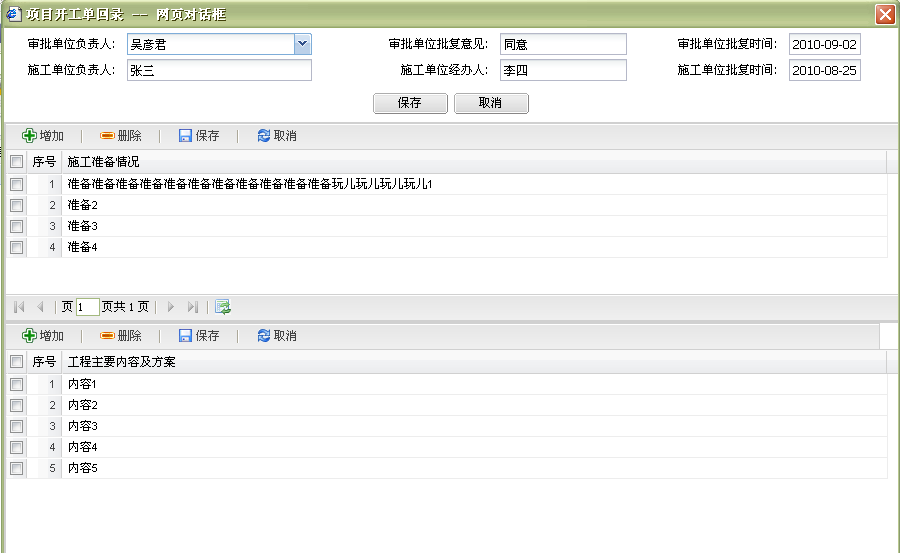 项目开工单回录 -- 网页对话框
审批单位负责人: 吴彦君 审批单位批复意见: 同意 审批单位批复时间: 2010-09-02
施工单位负责人: 张三 施工单位经办人: 李四 施工单位批复时间: 2010-08-25
保存 取消
增加 删除 保存 取消
序号 施工准备情况
1 准备准备准备准备准备准备准备准备准备准备准备玩儿玩儿玩儿玩儿1
2 准备2
3 准备3
4 准备4
页 1 页共 1 页
增加 删除 保存 取消
序号 工程主要内容及方案
1 内容1
2 内容2
3 内容3
4 内容4
5 内容5